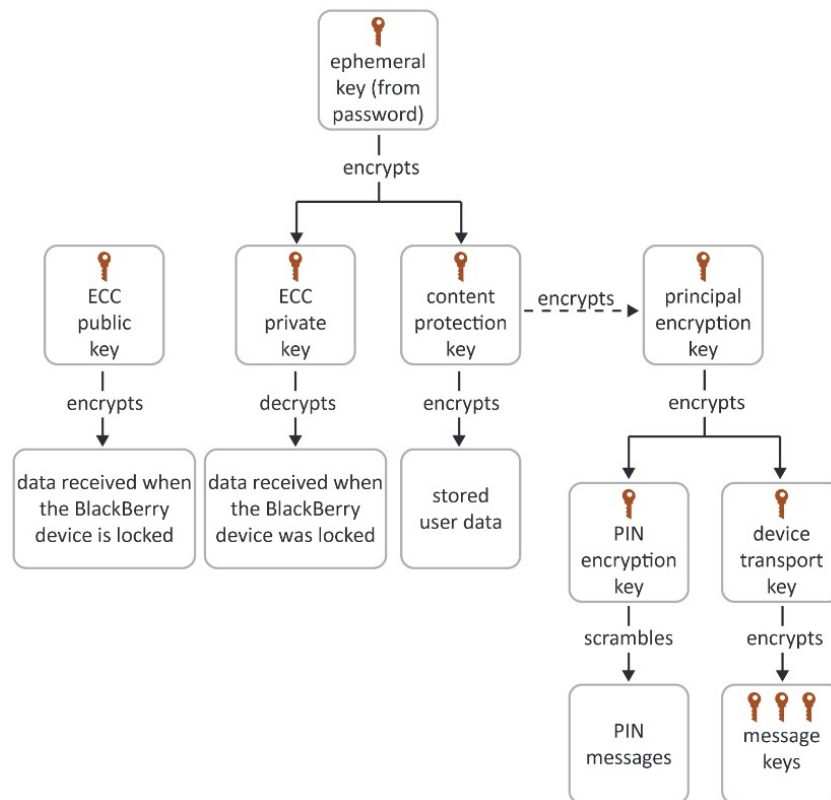 ephemeral
key (from
password)
encrypts
ECC
public
key
ECC
private
key
content
protection
key
encrypts
principal
encryption
key
encrypts
decrypts
encrypts
encrypts
data received when
the BlackBerry
device is locked
data received when
the BlackBerry
device was locked
stored
user data
PIN
encryption
key
device
transport
key
scrambles
encrypts
PIN
messages
message
keys